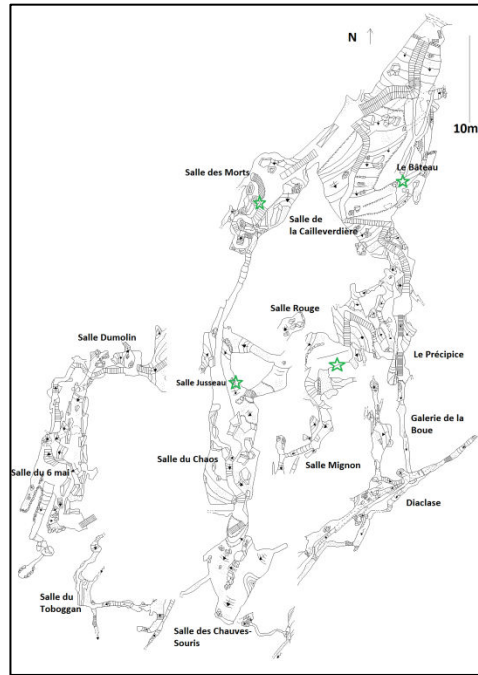 N
10m
Le Bâteau
Salle des Morts
Salle de
la Cailleverdière
Salle Rouge
Salle Dumolin
Le Précipice
Salle Jusseau
Galerie de la
Boue
Salle du Chaos
Salle Mignon
Salle du 6 mai
Diaclase
Salle du
Toboggan
Salle des Chauves-
Souris